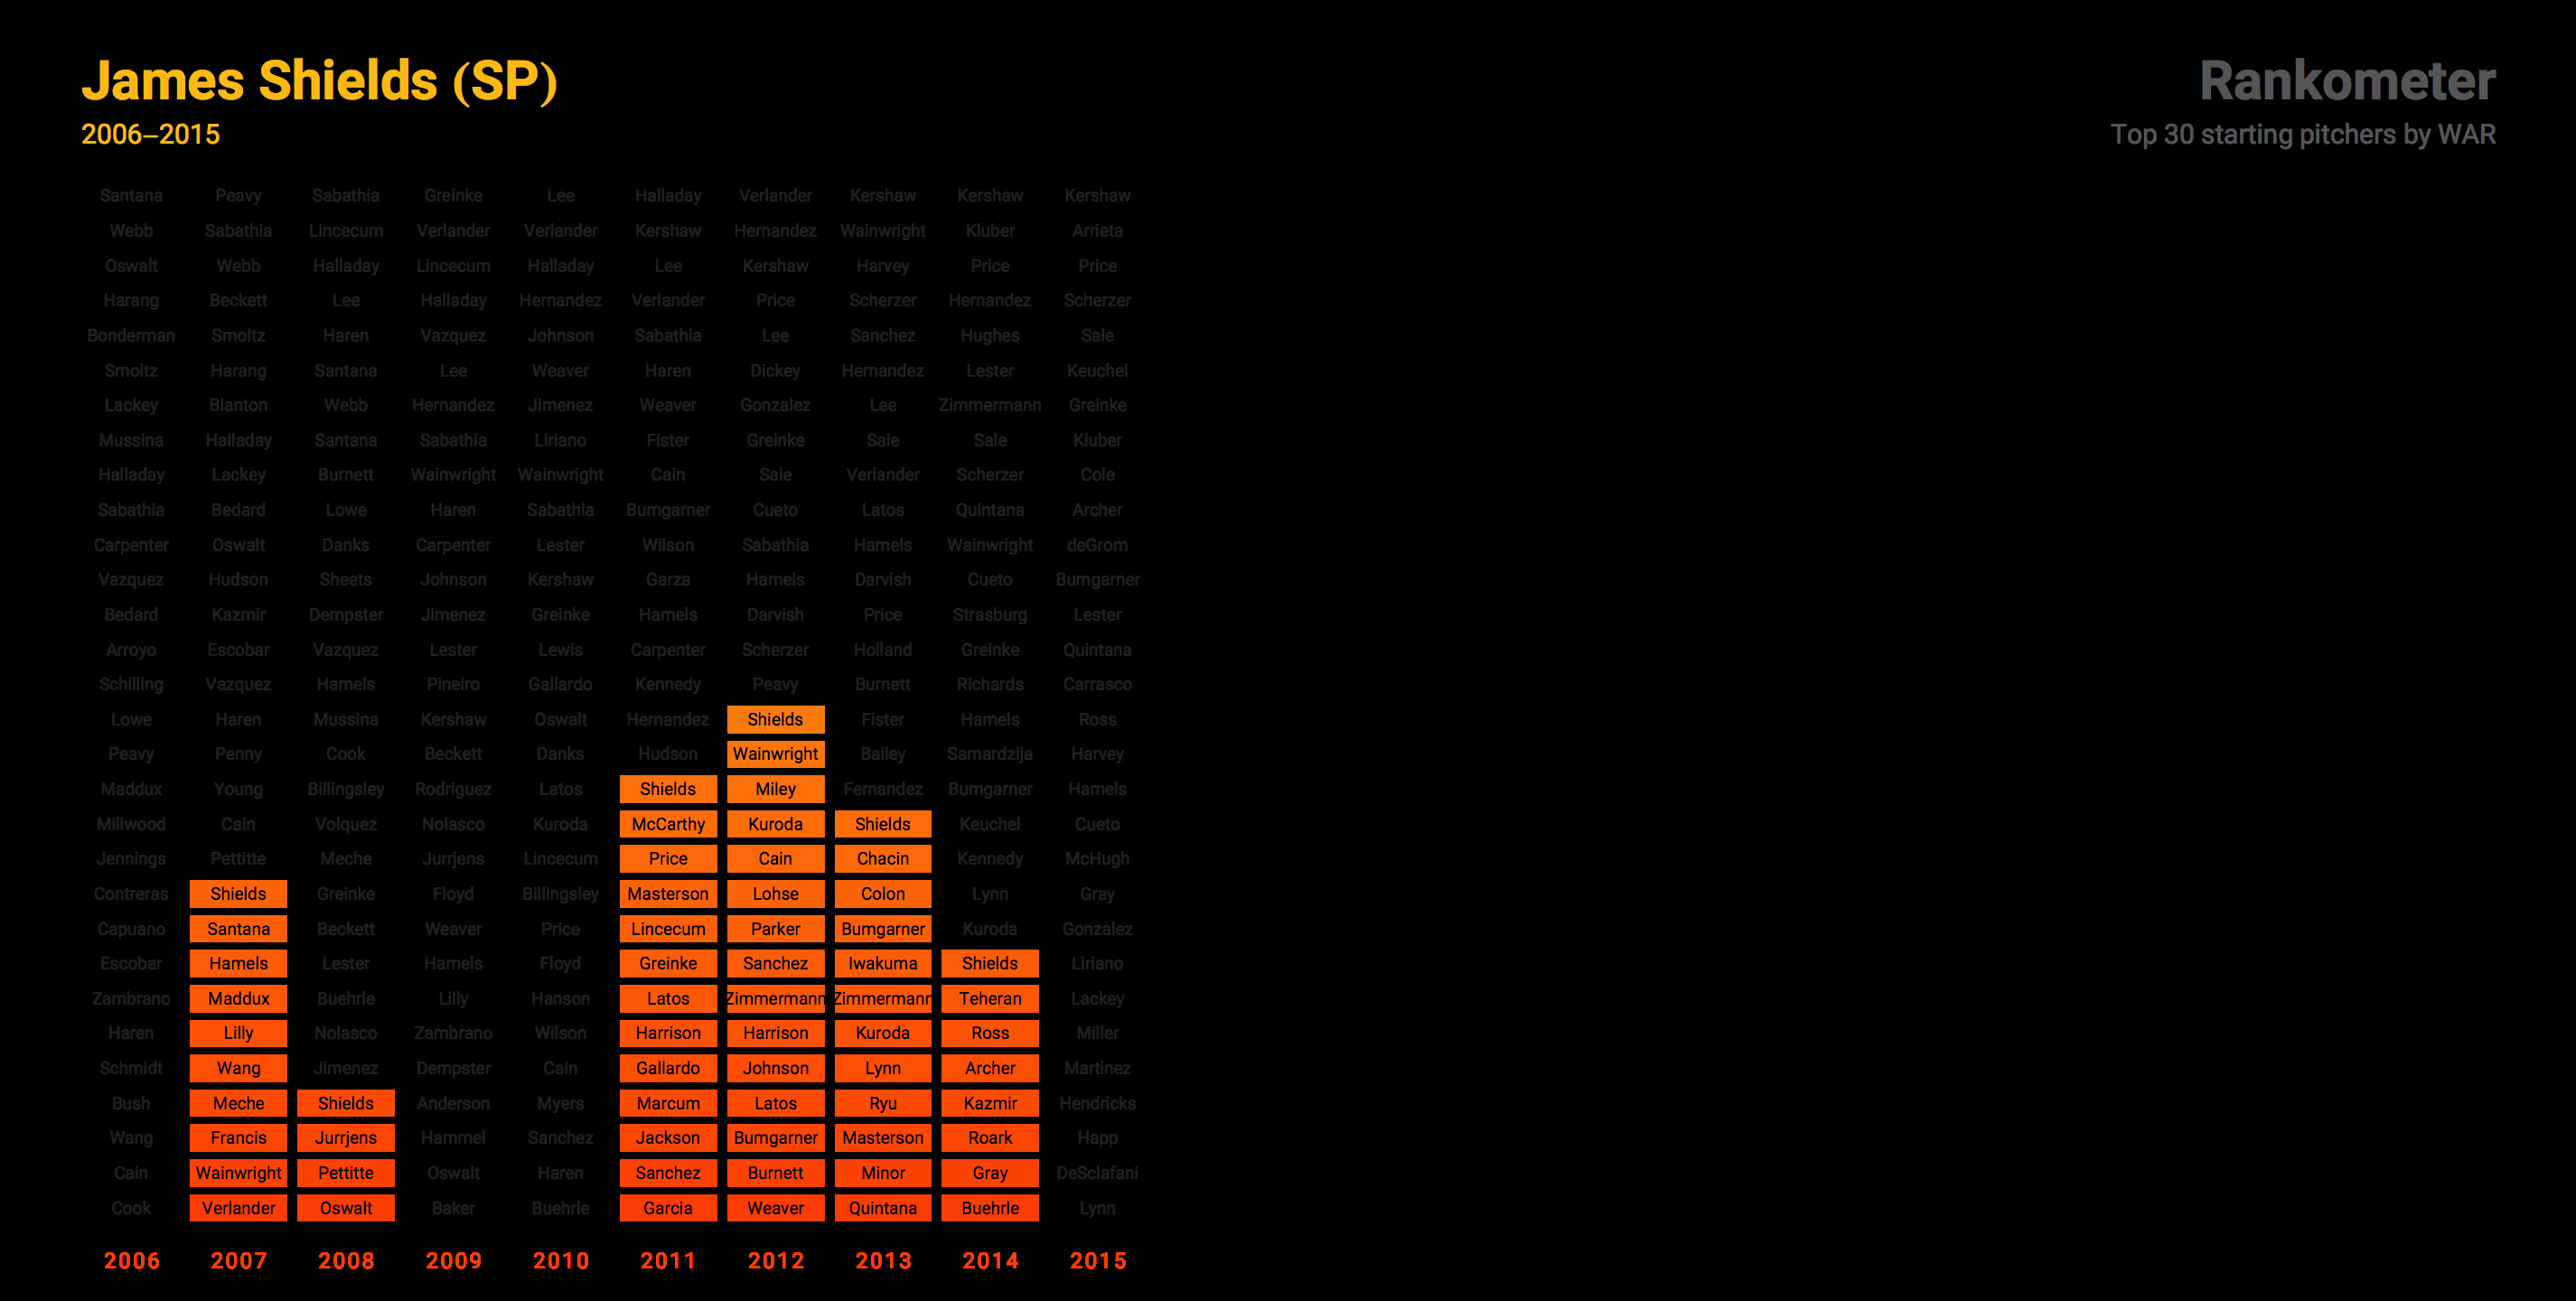 James Shields (SP)
2006–2015
Rankometer
Top 30 starting pitchers by WAR
Santana Peavy Sabathia Greinke Lee Halladay Verlander Kershaw Kershaw Kershaw
Webb Sabathia Lincecum Verlander Verlander Kershaw Hernandez Wainwright Kluber Arrieta
Oswalt Webb Halladay Lincecum Halladay Lee Kershaw Harvey Price Price
Harang Beckett Lee Halladay Hernandez Verlander Price Scherzer Hernandez Scherzer
Bonderman Smoltz Haren Vazquez Johnson Sabathia Lee Sanchez Hughes Sale
Smoltz Harang Santana Lee Weaver Haren Dickey Hernandez Lester Keuchel
Lackey Blanton Webb Hernandez Jimenez Weaver Gonzalez Lee Zimmermann Greinke
Mussina Halladay Santana Sabathia Liriano Fister Greinke Sale Sale Kluber
Halladay Lackey Burnett Wainwright Wainwright Cain Sale Verlander Scherzer Cole
Sabathia Bedard Lowe Haren Sabathia Bumgarner Cueto Latos Quintana Archer
Carpenter Oswalt Danks Carpenter Lester Wilson Sabathia Hamels Wainwright deGrom
Vazquez Hudson Sheets Johnson Kershaw Garza Hamels Darvish Cueto Bumgarner
Bedard Kazmir Dempster Jimenez Greinke Hamels Darvish Price Strasburg Lester
Arroyo Escobar Vazquez Lester Lewis Carpenter Scherzer Holland Greinke Quintana
Schilling Vazquez Hamels Pineiro Gallardo Kennedy Peavy Burnett Richards Carrasco
Lowe Haren Mussina Kershaw Oswalt Hernandez Shields Fister Hamels Ross
Peavy Penny Cook Beckett Danks Hudson Wainwright Bailey Samardzija Harvey
Maddux Young Billingsley Rodriguez Latos Shields Miley Fernandez Bumgarner Hamels
Millwood Cain Volquez Nolasco Kuroda McCarthy Kuroda Shields Keuchel Cueto
Jennings Pettitte Meche Jurrjens Lincecum Price Cain Chacin Kennedy McHugh
Contreras Shields Greinke Floyd Billingsley Masterson Lohse Colon Lynn Gray
Capuano Santana Beckett Weaver Price Lincecum Parker Bumgarner Kuroda Gonzalez
Escobar Hamels Lester Hamels Floyd Greinke Sanchez Iwakuma Shields Liriano
Zambrano Maddux Buehrle Lilly Hanson Latos Zimmermann Zimmermann Teheran Lackey
Haren Lilly Nolasco Zambrano Wilson Harrison Harrison Kuroda Ross Miller
Schmidt Wang Jimenez Dempster Cain Gallardo Johnson Lynn Archer Martinez
Bush Meche Shields Anderson Myers Marcum Latos Ryu Kazmir Hendricks
Wang Francis Jurrjens Hammel Sanchez Jackson Bumgarner Masterson Roark Happ
Cain Wainwright Pettitte Oswalt Haren Sanchez Burnett Minor Gray DeSclafani
Cook Verlander Oswalt Baker Buehrle Garcia Weaver Quintana Buehrle Lynn
2006 2007 2008 2009 2010 2011 2012 2013 2014 2015